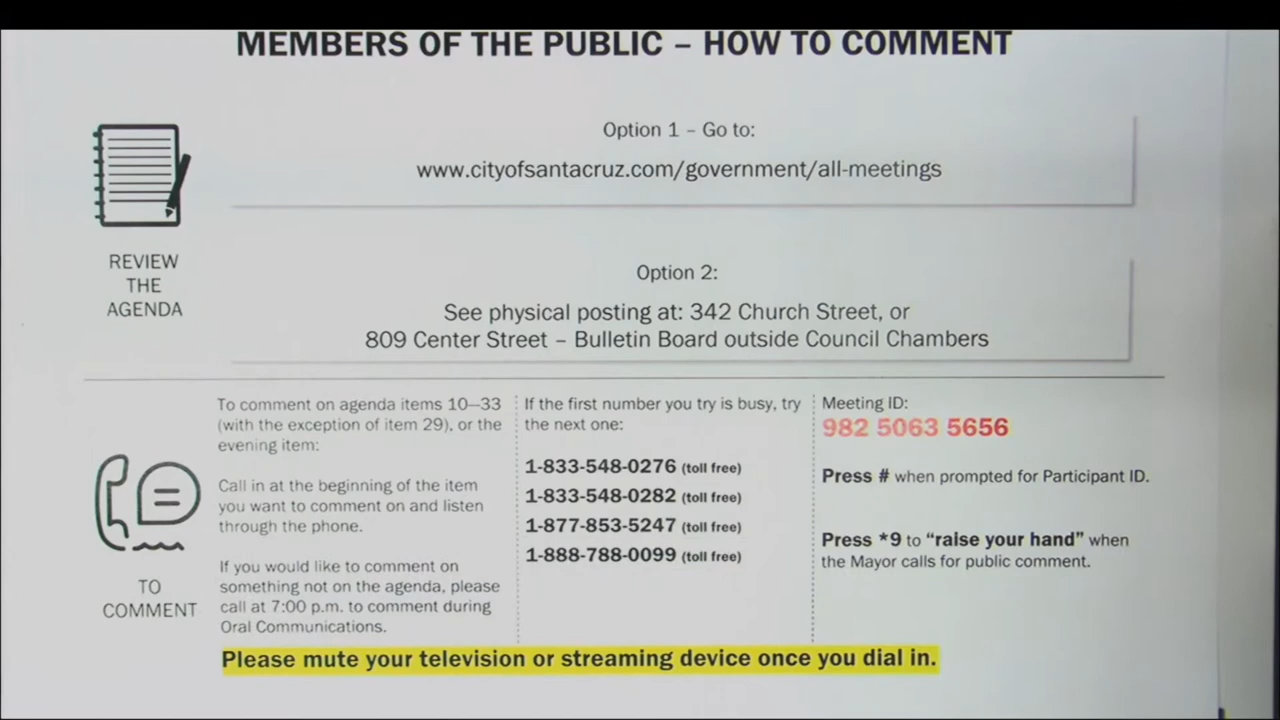 MEMBERS OF THE PUBLIC – HOW TO COMMENT
Option 1 – Go to:
www.cityofsantacruz.com/government/all-meetings
REVIEW
THE
AGENDA
Option 2:
See physical posting at: 342 Church Street, or
809 Center Street – Bulletin Board outside Council Chambers
To comment on agenda items 10–33
(with the exception of item 29), or the
evening item:
Call in at the beginning of the item
you want to comment on and listen
through the phone.
If you would like to comment on
something not on the agenda, please
call at 7:00 p.m. to comment during
Oral Communications.
TO
COMMENT
If the first number you try is busy, try
the next one:
1-833-548-0276 (toll free)
1-833-548-0282 (toll free)
1-877-853-5247 (toll free)
1-888-788-0099 (toll free)
Meeting ID:
982 5063 5656
Press # when prompted for Participant ID.
Press *9 to “raise your hand” when
the Mayor calls for public comment.
Please mute your television or streaming device once you dial in.